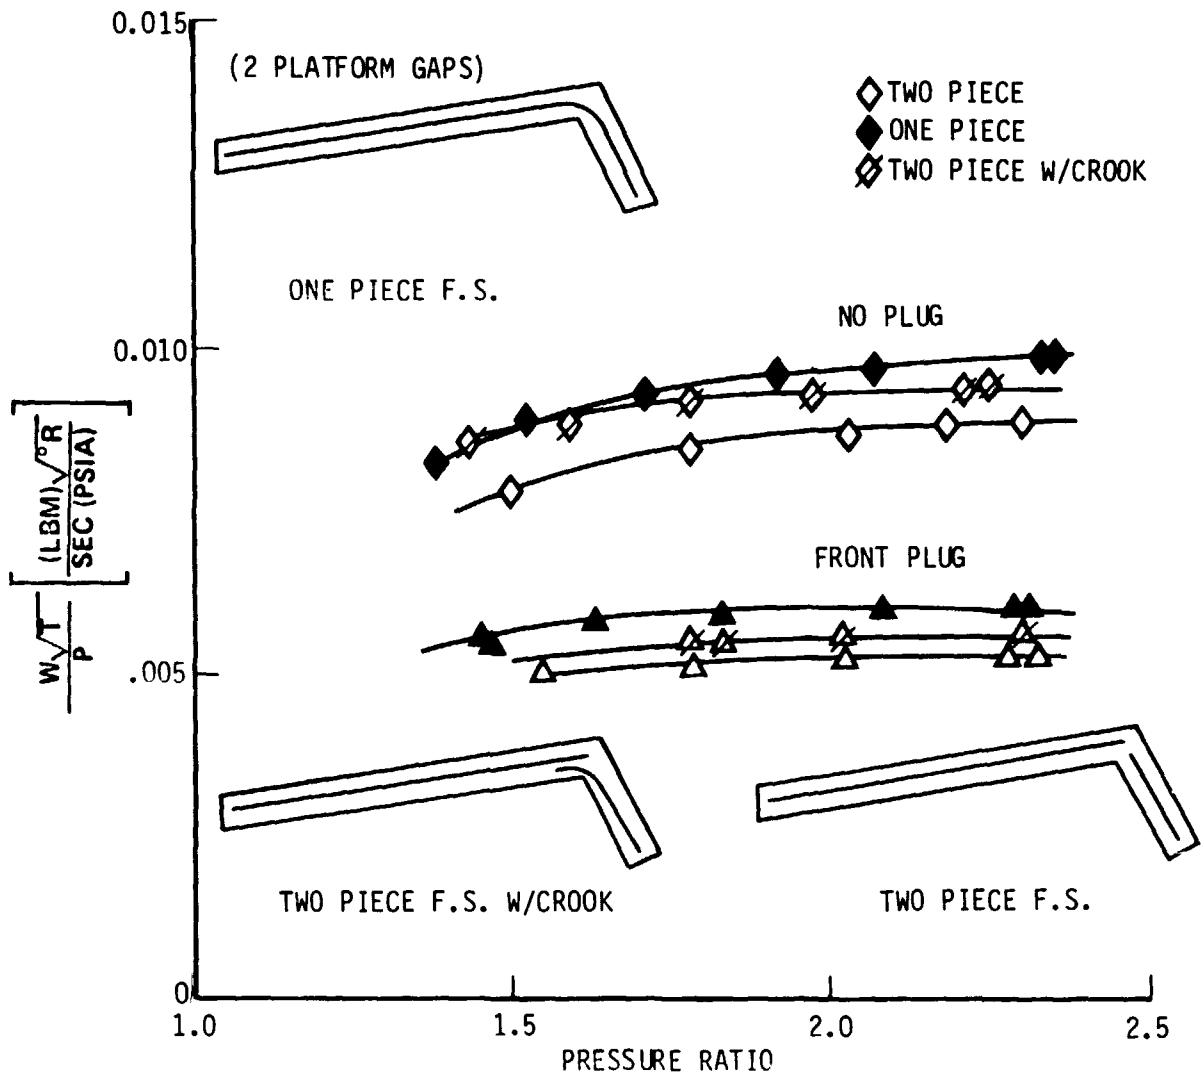 0.015
(2 PLATFORM GAPS)
TWO PIECE
ONE PIECE
TWO PIECE W/CROOK
ONE PIECE F.S.
NO PLUG
0.010
W√T / P [(LBM)√°R / SEC (PSIA)]
FRONT PLUG
.005
TWO PIECE F.S. W/CROOK
TWO PIECE F.S.
0
1.0 1.5 2.0 2.5
PRESSURE RATIO